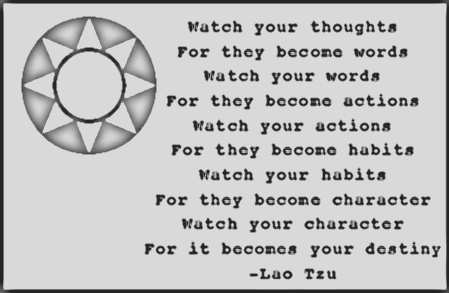 Watch your thoughts
For they become words
Watch your words
For they become actions
Watch your actions
For they become habits
Watch your habits
For they become character
Watch your character
For it becomes your destiny
-Lao Tzu